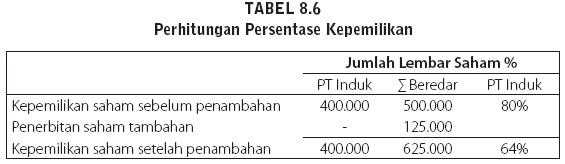 TABEL 8.6
Perhitungan Persentase Kepemilikan
Jumlah Lembar Saham %
PT Induk ∑ Beredar PT Induk
Kepemilikan saham sebelum penambahan 400.000 500.000 80%
Penerbitan saham tambahan - 125.000
Kepemilikan saham setelah penambahan 400.000 625.000 64%